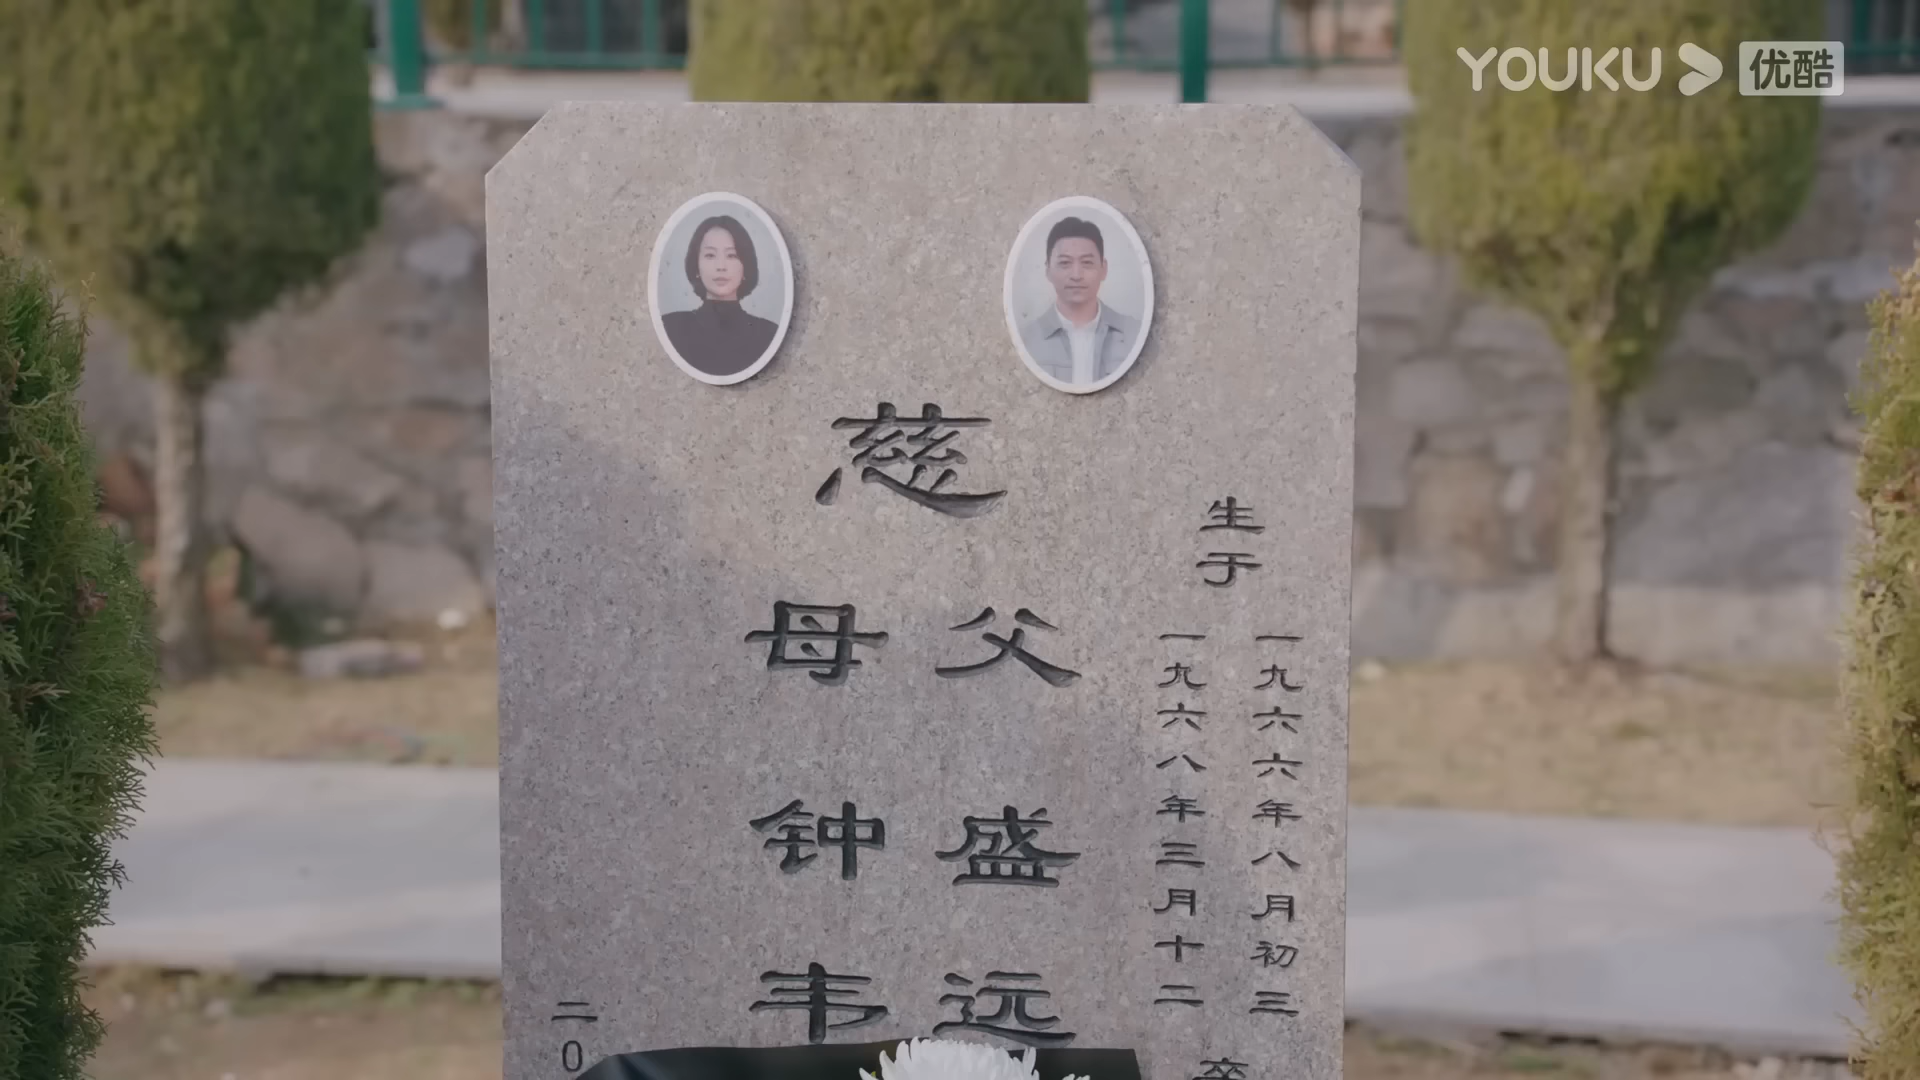 YOUKU 优酷
慈
父盛远
母钟韦
生于
一九六六年八月初三
一九六八年三月十二
卒
二0